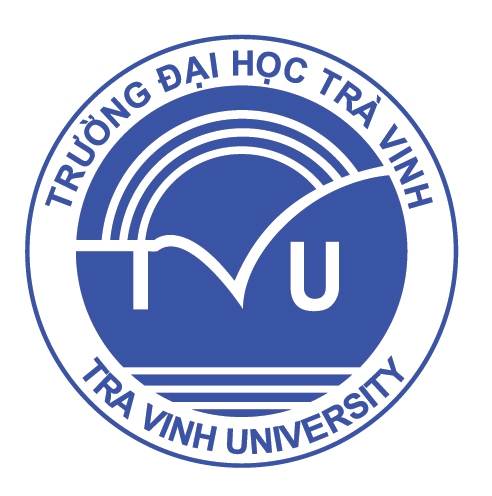 TRƯỜNG ĐẠI HỌC TRÀ VINH
TVU
TRA VINH UNIVERSITY